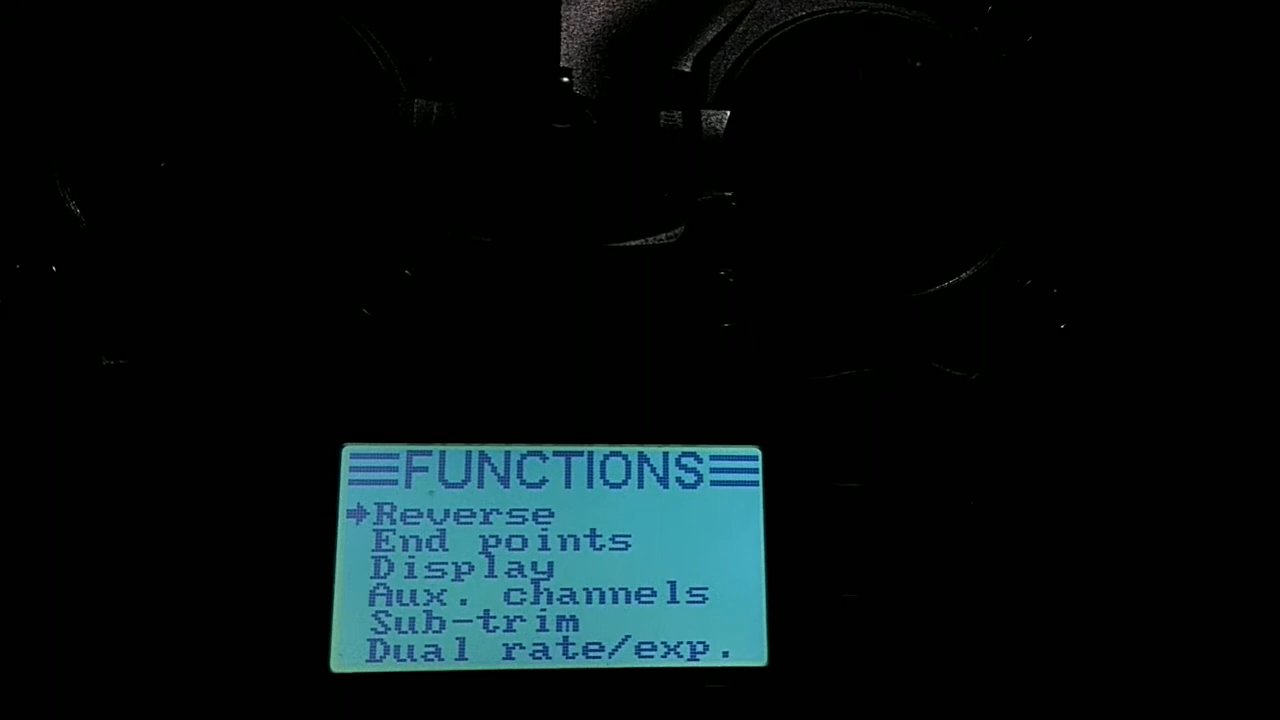 FUNCTIONS
Reverse
End points
Display
Aux. channels
Sub-trim
Dual rate/exp.